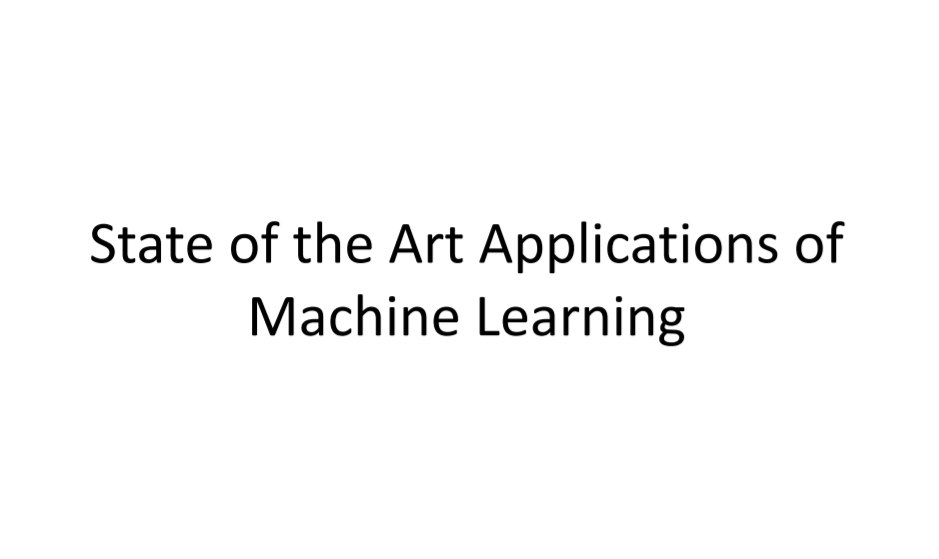 State of the Art Applications of
Machine Learning